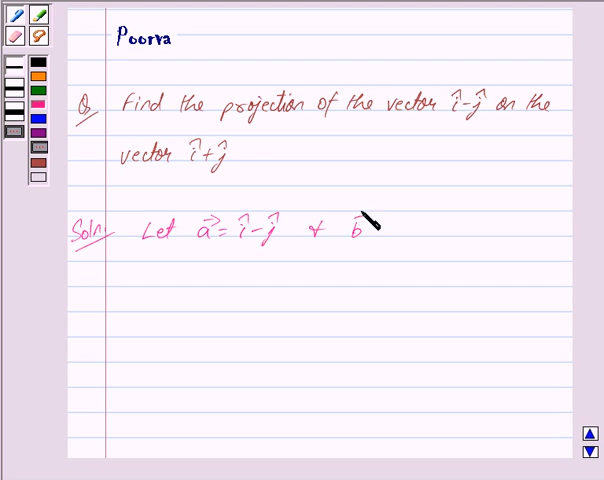 Poorva
Q Find the projection of the vector î-ĵ on the
vector î+ĵ
Soln: Let a⃗ = î-ĵ & b⃗